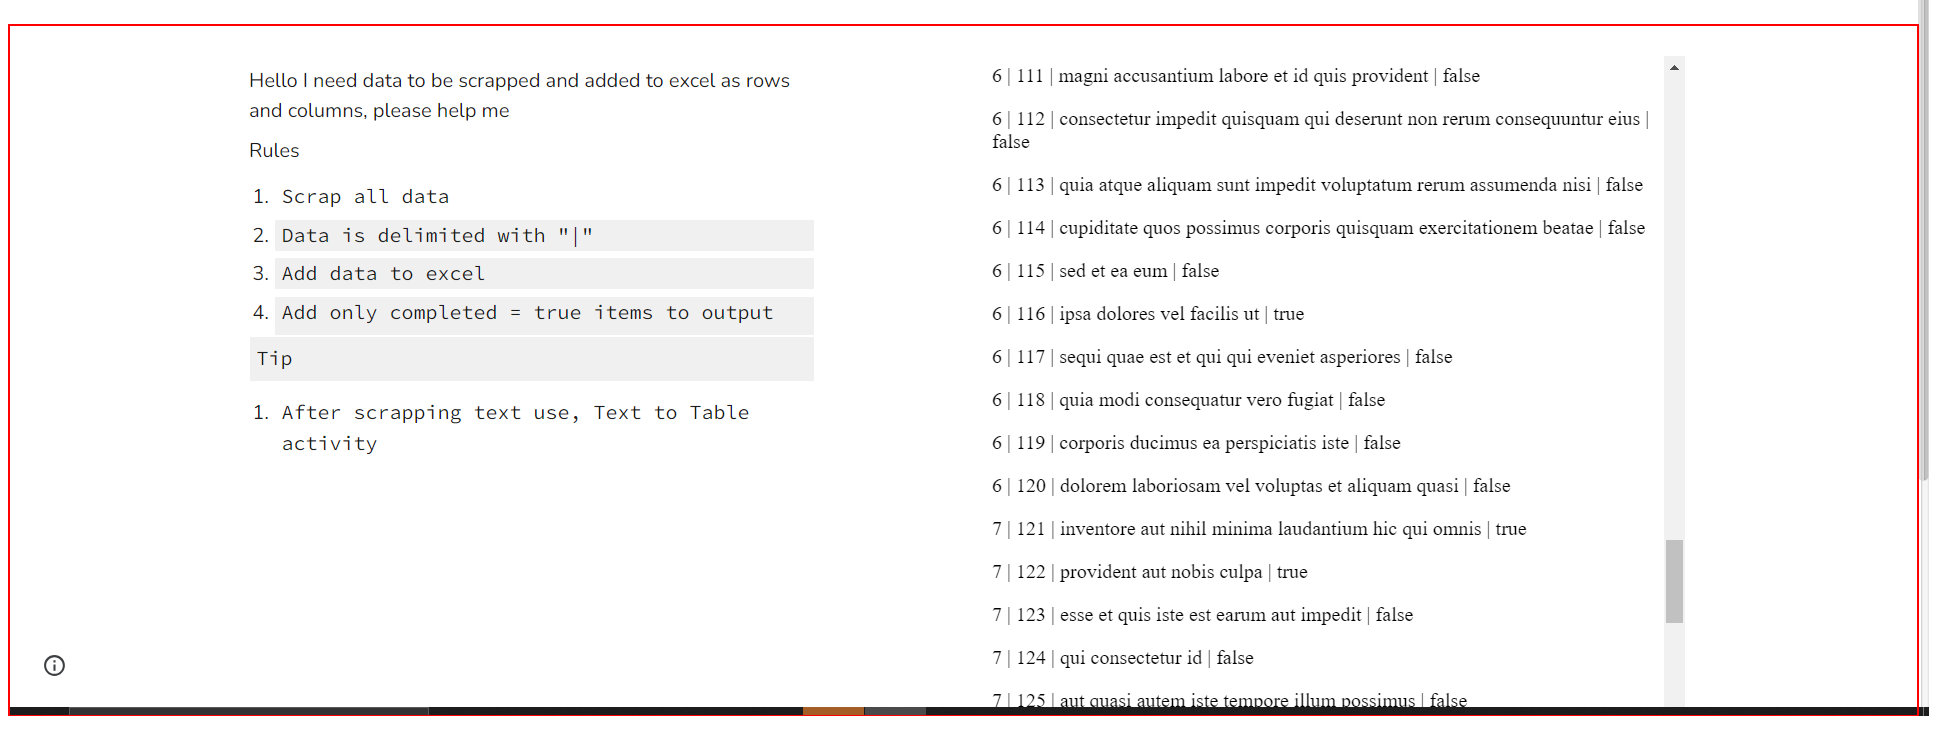 Hello I need data to be scrapped and added to excel as rows
and columns, please help me
Rules
1. Scrap all data
2. Data is delimited with "|"
3. Add data to excel
4. Add only completed = true items to output
Tip
1. After scrapping text use, Text to Table
activity
6 | 111 | magni accusantium labore et id quis provident | false
6 | 112 | consectetur impedit quisquam qui deserunt non rerum consequuntur eius |
false
6 | 113 | quia atque aliquam sunt impedit voluptatum rerum assumenda nisi | false
6 | 114 | cupiditate quos possimus corporis quisquam exercitationem beatae | false
6 | 115 | sed et ea eum | false
6 | 116 | ipsa dolores vel facilis ut | true
6 | 117 | sequi quae est et qui qui eveniet asperiores | false
6 | 118 | quia modi consequatur vero fugiat | false
6 | 119 | corporis ducimus ea perspiciatis iste | false
6 | 120 | dolorem laboriosam vel voluptas et aliquam quasi | false
7 | 121 | inventore aut nihil minima laudantium hic qui omnis | true
7 | 122 | provident aut nobis culpa | true
7 | 123 | esse et quis iste est earum aut impedit | false
7 | 124 | qui consectetur id | false
7 | 125 | aut quasi autem iste tempore illum possimus | false